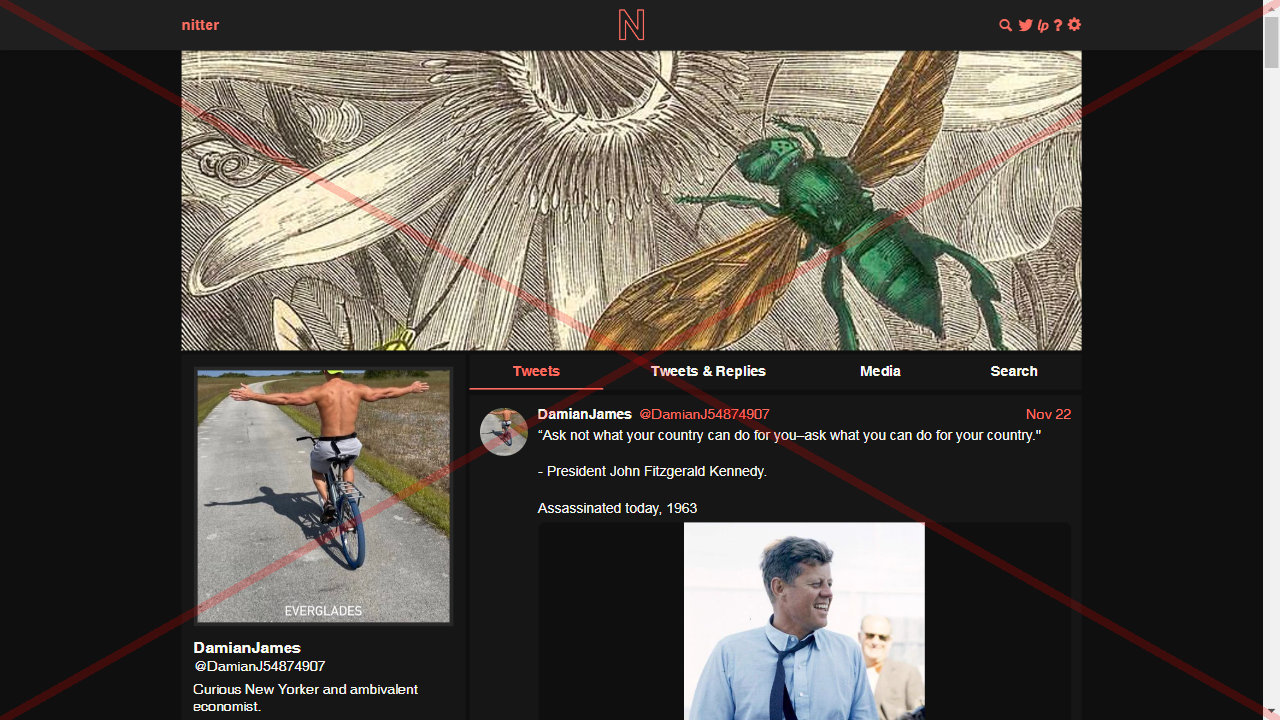 nitter
N
lp ?
Tweets
Tweets & Replies
Media
Search
DamianJames @DamianJ54874907
Nov 22
“Ask not what your country can do for you–ask what you can do for your country."
- President John Fitzgerald Kennedy.
Assassinated today, 1963
EVERGLADES
DamianJames
@DamianJ54874907
Curious New Yorker and ambivalent
economist.